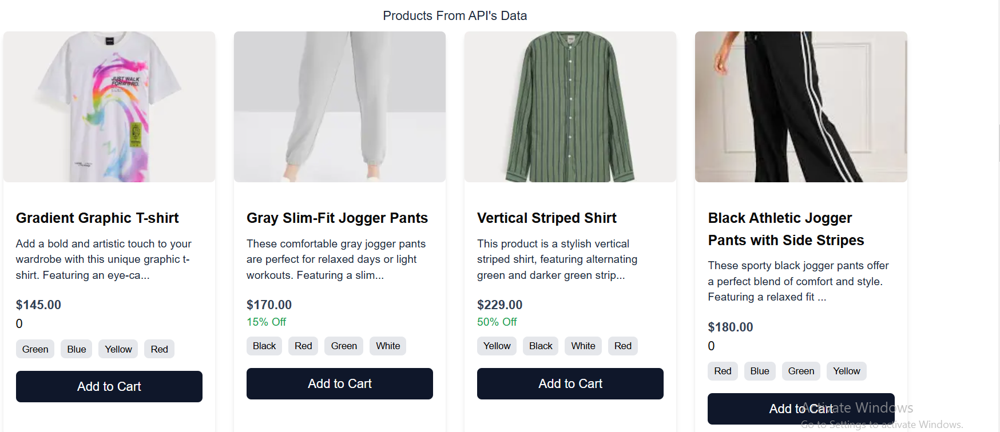 Products From API's Data
JUST WALK
FORWARD.
Gradient Graphic T-shirt
Add a bold and artistic touch to your
wardrobe with this unique graphic t-
shirt. Featuring an eye-ca...
$145.00
0
Green Blue Yellow Red
Add to Cart
Gray Slim-Fit Jogger Pants
These comfortable gray jogger pants
are perfect for relaxed days or light
workouts. Featuring a slim...
$170.00
15% Off
Black Red Green White
Add to Cart
Vertical Striped Shirt
This product is a stylish vertical
striped shirt, featuring alternating
green and darker green strip...
$229.00
50% Off
Yellow Black White Red
Add to Cart
Black Athletic Jogger
Pants with Side Stripes
These sporty black jogger pants offer
a perfect blend of comfort and style.
Featuring a relaxed fit ...
$180.00
0
Red Blue Green Yellow
Add to Cart
Activate Windows
Go to Settings to activate Windows.